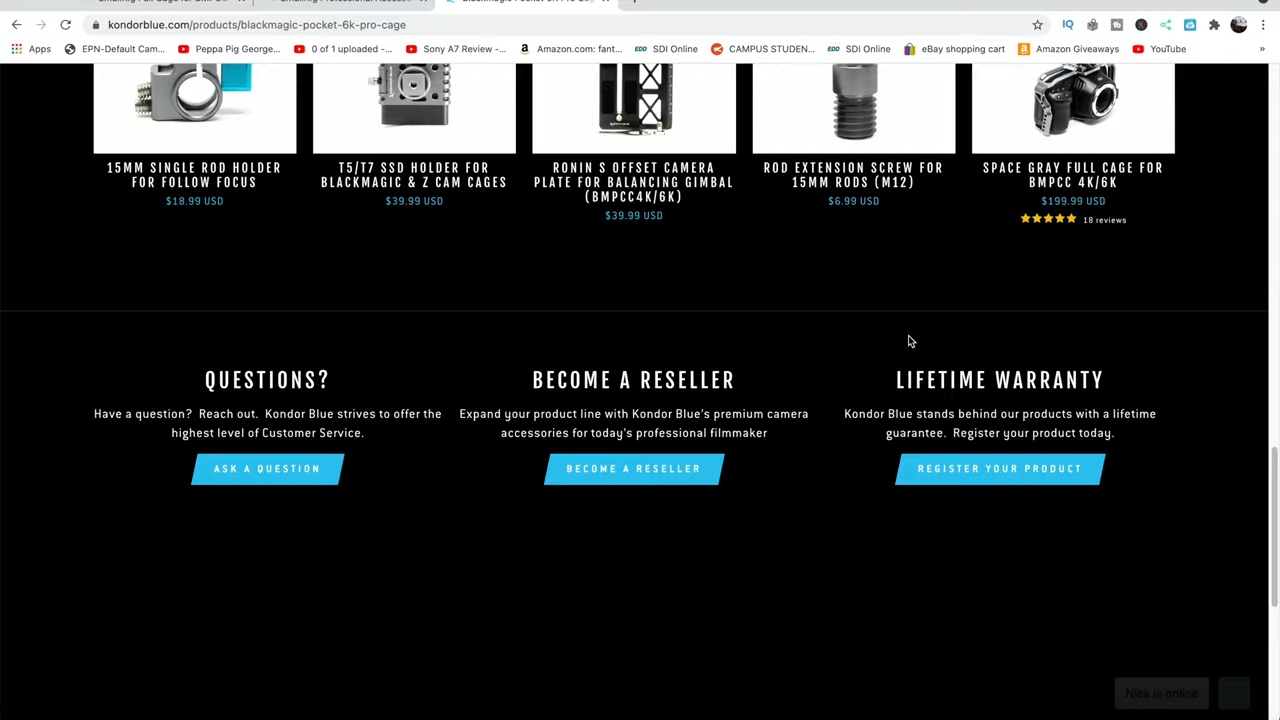 kondorblue.com/products/blackmagic-pocket-6k-pro-cage
Apps EPN-Default Cam... Peppa Pig George... 0 of 1 uploaded -... Sony A7 Review -... Amazon.com: fant... SDI Online CAMPUS STUDEN... SDI Online eBay shopping cart Amazon Giveaways YouTube »
15MM SINGLE ROD HOLDER
FOR FOLLOW FOCUS
$18.99 USD
T5/T7 SSD HOLDER FOR
BLACKMAGIC & Z CAM CAGES
$39.99 USD
RONIN S OFFSET CAMERA
PLATE FOR BALANCING GIMBAL
(BMPCC4K/6K)
$39.99 USD
ROD EXTENSION SCREW FOR
15MM RODS (M12)
$6.99 USD
SPACE GRAY FULL CAGE FOR
BMPCC 4K/6K
$199.99 USD
18 reviews
QUESTIONS?
Have a question? Reach out. Kondor Blue strives to offer the
highest level of Customer Service.
ASK A QUESTION
BECOME A RESELLER
Expand your product line with Kondor Blue's premium camera
accessories for today's professional filmmaker
BECOME A RESELLER
LIFETIME WARRANTY
Kondor Blue stands behind our products with a lifetime
guarantee. Register your product today.
REGISTER YOUR PRODUCT
Nick is online